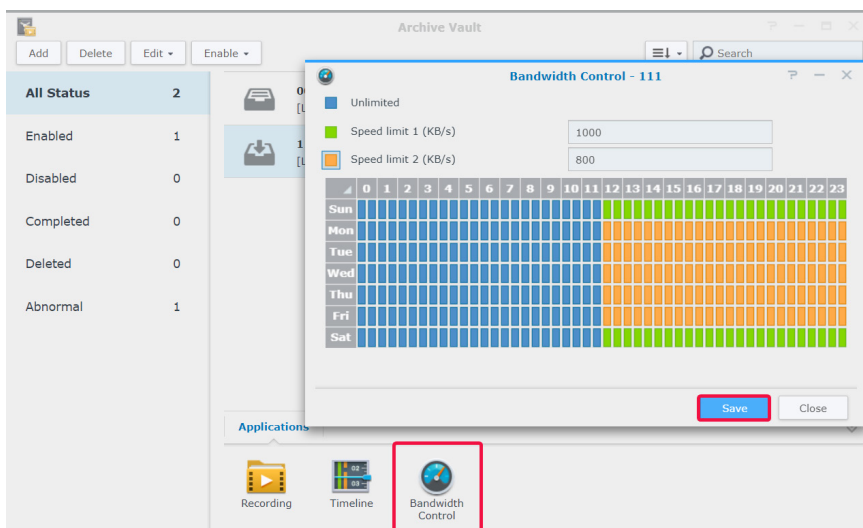 Archive Vault
Add Delete Edit Enable Search
Bandwidth Control - 111
All Status 2
Enabled 1
Disabled 0
Completed 0
Deleted 0
Abnormal 1
Unlimited
Speed limit 1 (KB/s) 1000
Speed limit 2 (KB/s) 800
0 1 2 3 4 5 6 7 8 9 10 11 12 13 14 15 16 17 18 19 20 21 22 23
Sun
Mon
Tue
Wed
Thu
Fri
Sat
Save Close
Applications
02
03
Recording Timeline Bandwidth
Control